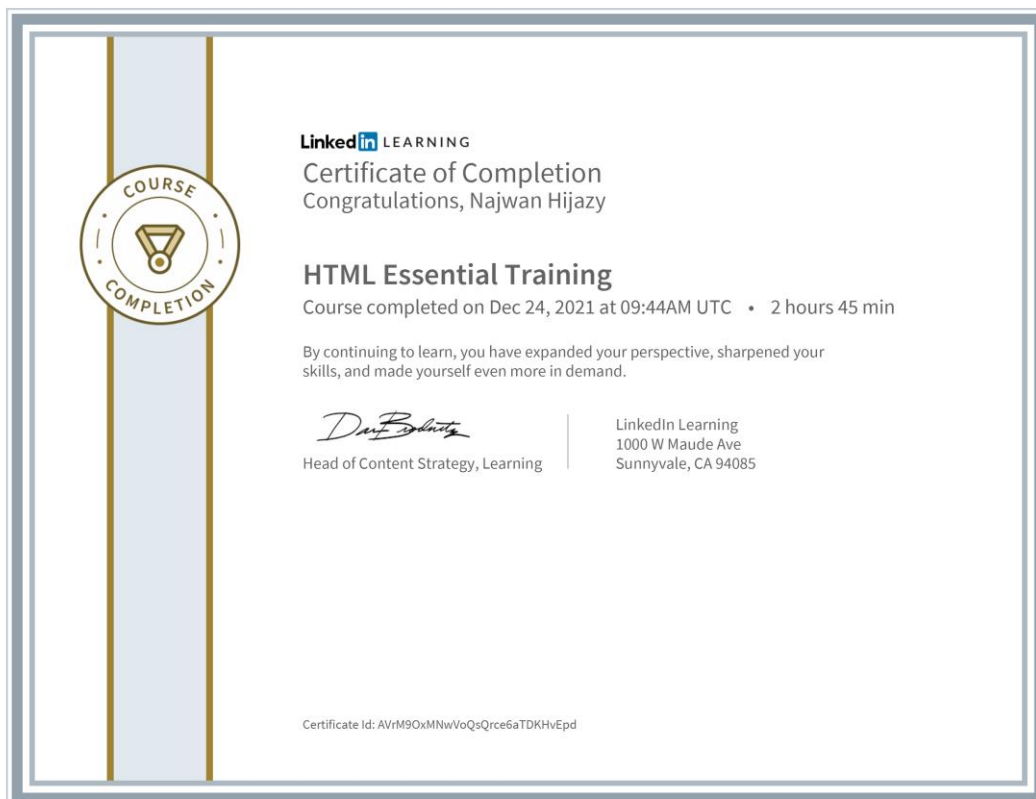 COURSE
COMPLETION
Linked in LEARNING
Certificate of Completion
Congratulations, Najwan Hijazy
HTML Essential Training
Course completed on Dec 24, 2021 at 09:44AM UTC • 2 hours 45 min
By continuing to learn, you have expanded your perspective, sharpened your
skills, and made yourself even more in demand.
Head of Content Strategy, Learning
LinkedIn Learning
1000 W Maude Ave
Sunnyvale, CA 94085
Certificate Id: AVrM9OxMNwVoQsQrce6aTDKHvEpd